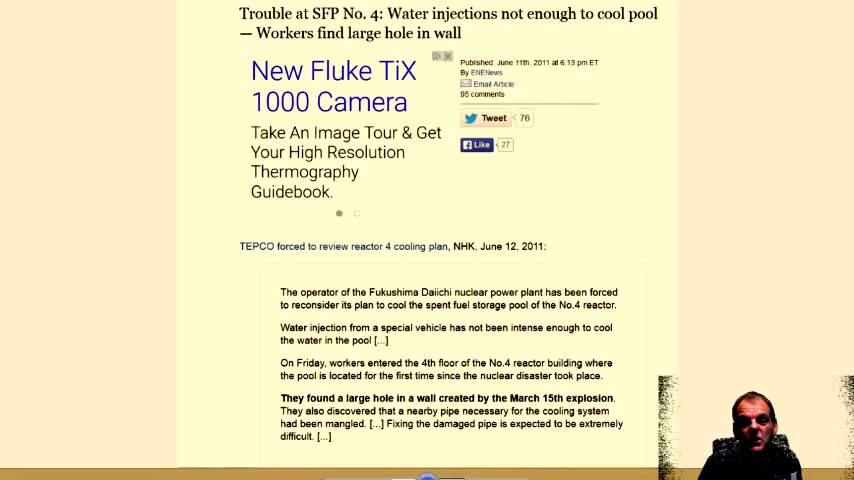 Trouble at SFP No. 4: Water injections not enough to cool pool
— Workers find large hole in wall
New Fluke TiX
1000 Camera
Take An Image Tour & Get
Your High Resolution
Thermography
Guidebook.
Published: June 11th, 2011 at 6:13 pm ET
By ENENews
Email Article
95 comments
Tweet 76
Like 27
TEPCO forced to review reactor 4 cooling plan, NHK, June 12, 2011:
The operator of the Fukushima Daiichi nuclear power plant has been forced
to reconsider its plan to cool the spent fuel storage pool of the No.4 reactor.
Water injection from a special vehicle has not been intense enough to cool
the water in the pool [...]
On Friday, workers entered the 4th floor of the No.4 reactor building where
the pool is located for the first time since the nuclear disaster took place.
They found a large hole in a wall created by the March 15th explosion.
They also discovered that a nearby pipe necessary for the cooling system
had been mangled. [...] Fixing the damaged pipe is expected to be extremely
difficult. [...]